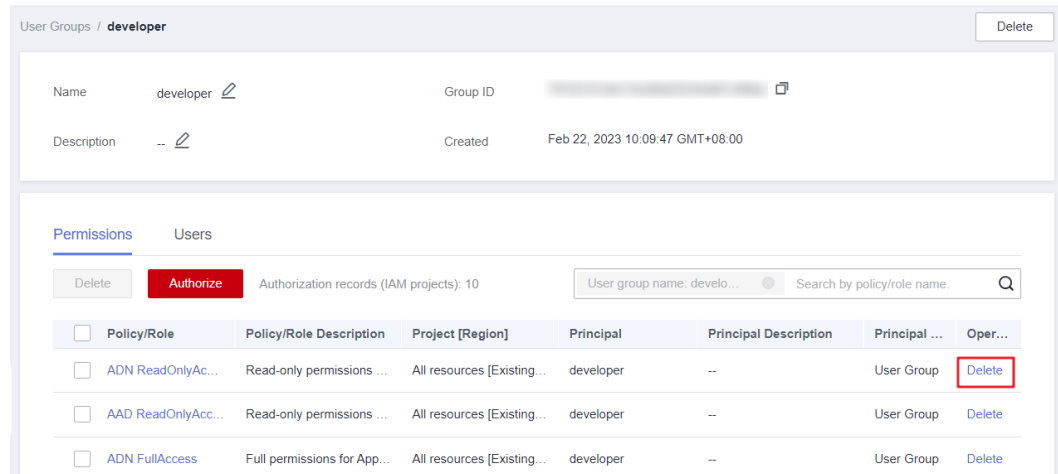 User Groups / developer Delete
Name developer Group ID
Description -- Created Feb 22, 2023 10:09:47 GMT+08:00
Permissions Users
Delete Authorize Authorization records (IAM projects): 10 User group name: develo... Search by policy/role name.
Policy/Role Policy/Role Description Project [Region] Principal Principal Description Principal ... Oper...
ADN ReadOnlyAc... Read-only permissions ... All resources [Existing... developer -- User Group Delete
AAD ReadOnlyAcc... Read-only permissions ... All resources [Existing... developer -- User Group Delete
ADN FullAccess Full permissions for App... All resources [Existing... developer -- User Group Delete